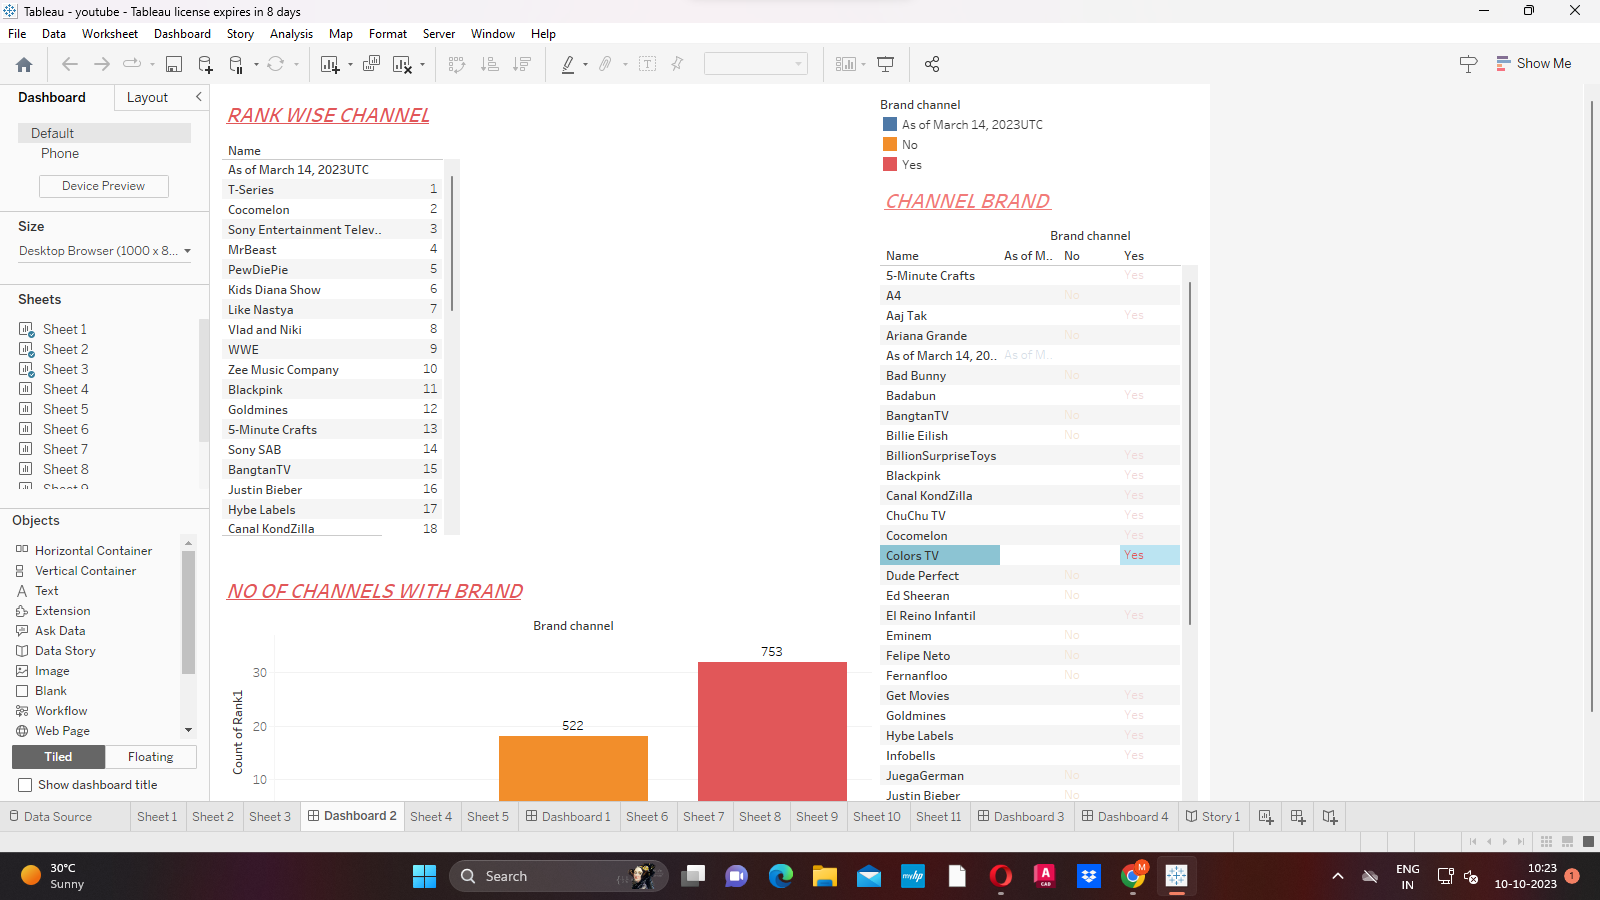 Tableau - youtube - Tableau license expires in 8 days
File Data Worksheet Dashboard Story Analysis Map Format Server Window Help
Show Me
Dashboard Layout
Default
Phone
Device Preview
Size
Desktop Browser (1000 x 8...
Sheets
Sheet 1
Sheet 2
Sheet 3
Sheet 4
Sheet 5
Sheet 6
Sheet 7
Sheet 8
Sheet 9
Objects
Horizontal Container
Vertical Container
Text
Extension
Ask Data
Data Story
Image
Blank
Workflow
Web Page
Tiled Floating
Show dashboard title
RANK WISE CHANNEL
Name
As of March 14, 2023UTC
T-Series 1
Cocomelon 2
Sony Entertainment Telev.. 3
MrBeast 4
PewDiePie 5
Kids Diana Show 6
Like Nastya 7
Vlad and Niki 8
WWE 9
Zee Music Company 10
Blackpink 11
Goldmines 12
5-Minute Crafts 13
Sony SAB 14
BangtanTV 15
Justin Bieber 16
Hybe Labels 17
Canal KondZilla 18
NO OF CHANNELS WITH BRAND
Brand channel
Count of Rank1
30
20
10
522
753
Brand channel
As of March 14, 2023UTC
No
Yes
CHANNEL BRAND
Brand channel
Name As of M.. No Yes
5-Minute Crafts Yes
A4 No
Aaj Tak Yes
Ariana Grande No
As of March 14, 20.. As of M..
Bad Bunny No
Badabun Yes
BangtanTV No
Billie Eilish No
BillionSurpriseToys Yes
Blackpink Yes
Canal KondZilla Yes
ChuChu TV Yes
Cocomelon Yes
Colors TV Yes
Dude Perfect No
Ed Sheeran No
El Reino Infantil Yes
Eminem No
Felipe Neto No
Fernanfloo No
Get Movies Yes
Goldmines Yes
Hybe Labels Yes
Infobells Yes
JuegaGerman No
Justin Bieber No
Data Source Sheet 1 Sheet 2 Sheet 3 Dashboard 2 Sheet 4 Sheet 5 Dashboard 1 Sheet 6 Sheet 7 Sheet 8 Sheet 9 Sheet 10 Sheet 11 Dashboard 3 Dashboard 4 Story 1
30°C
Sunny
Search
myhp
A
CAD
M
ENG
IN
10:23
10-10-2023
1